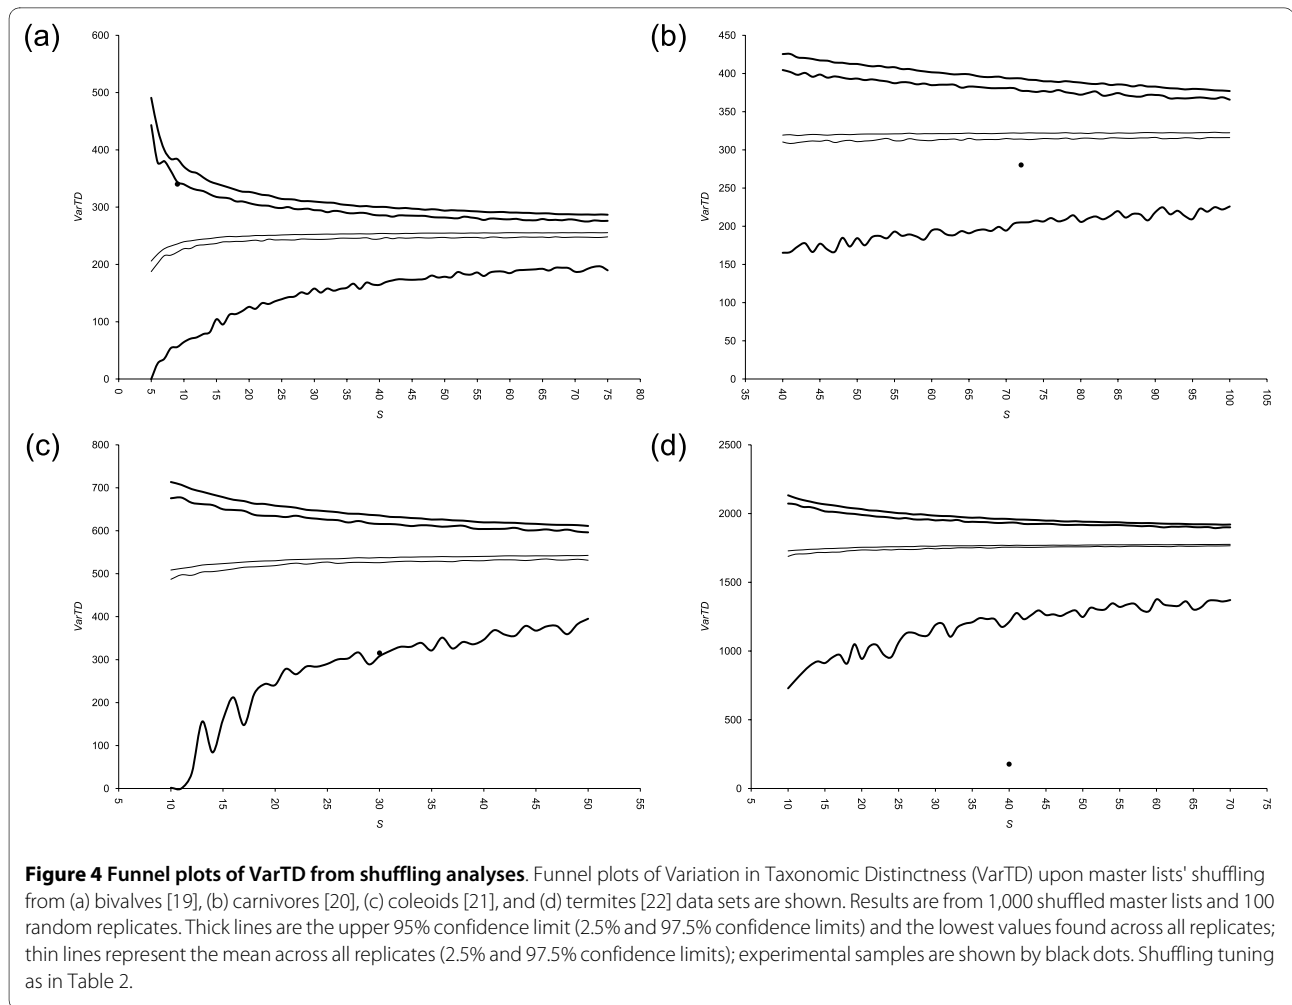 (a)
600
500
400
300
200
100
0
VarTD
0 5 10 15 20 25 30 35 40 45 50 55 60 65 70 75 80
S
(b)
450
400
350
300
250
200
150
100
50
0
VarTD
35 40 45 50 55 60 65 70 75 80 85 90 95 100 105
S
(c)
800
700
600
500
400
300
200
100
0
VarTD
5 10 15 20 25 30 35 40 45 50 55
S
(d)
2500
2000
1500
1000
500
0
VarTD
5 10 15 20 25 30 35 40 45 50 55 60 65 70 75
S
Figure 4 Funnel plots of VarTD from shuffling analyses. Funnel plots of Variation in Taxonomic Distinctness (VarTD) upon master lists' shuffling
from (a) bivalves [19], (b) carnivores [20], (c) coleoids [21], and (d) termites [22] data sets are shown. Results are from 1,000 shuffled master lists and 100
random replicates. Thick lines are the upper 95% confidence limit (2.5% and 97.5% confidence limits) and the lowest values found across all replicates;
thin lines represent the mean across all replicates (2.5% and 97.5% confidence limits); experimental samples are shown by black dots. Shuffling tuning
as in Table 2.